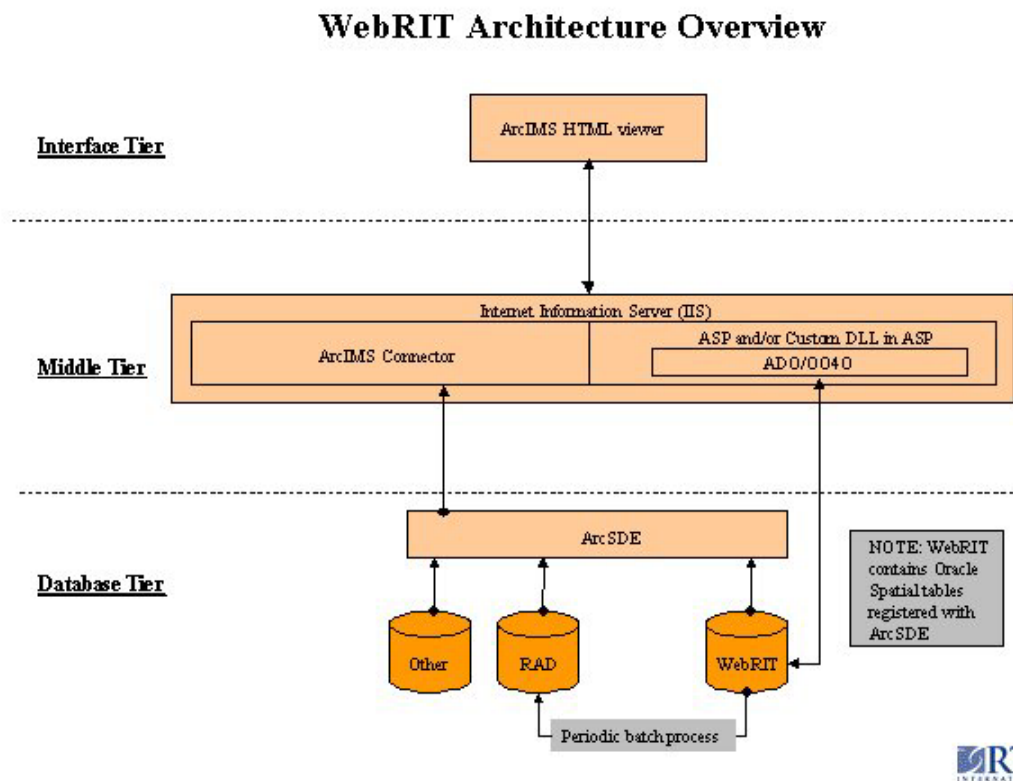 WebRIT Architecture Overview
ArcIMS HTML viewer
Interface Tier
Internet Information Server (IIS)
ASP and/or Custom DLL in ASP
ArcIMS Connector
ADO/OO4O
Middle Tier
ArcSDE
NOTE: WebRIT
contains Oracle
Spatial tables
registered with
ArcSDE
Database Tier
Other
RAD
WebRIT
Periodic batch process